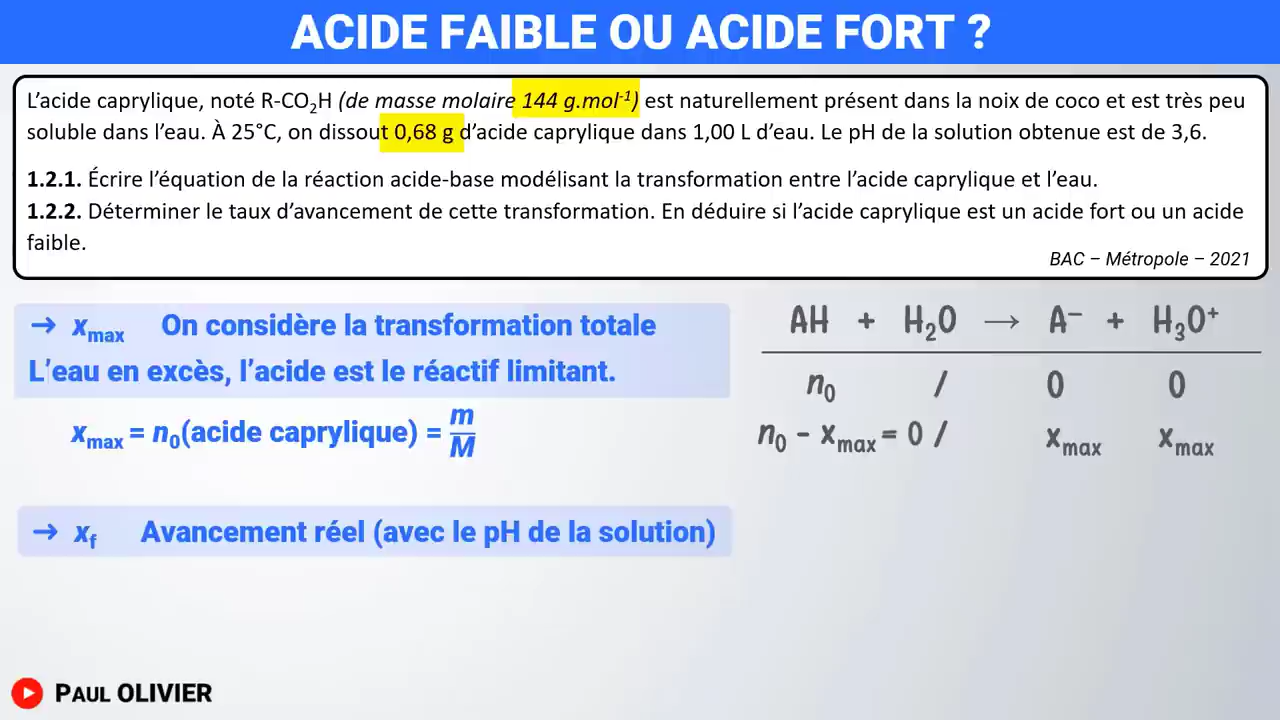 ACIDE FAIBLE OU ACIDE FORT ?
L'acide caprylique, noté R-CO₂H (de masse molaire 144 g.mol⁻¹) est naturellement présent dans la noix de coco et est très peu
soluble dans l'eau. À 25°C, on dissout 0,68 g d'acide caprylique dans 1,00 L d'eau. Le pH de la solution obtenue est de 3,6.
1.2.1. Écrire l'équation de la réaction acide-base modélisant la transformation entre l'acide caprylique et l'eau.
1.2.2. Déterminer le taux d'avancement de cette transformation. En déduire si l'acide caprylique est un acide fort ou un acide
faible.
BAC – Métropole – 2021
→ xmax On considère la transformation totale
L'eau en excès, l'acide est le réactif limitant.
xmax = n₀(acide caprylique) = m/M
→ xf Avancement réel (avec le pH de la solution)
AH + H₂O → A⁻ + H₃O⁺
n₀ / 0 0
n₀ - xmax = 0 / xmax xmax
PAUL OLIVIER